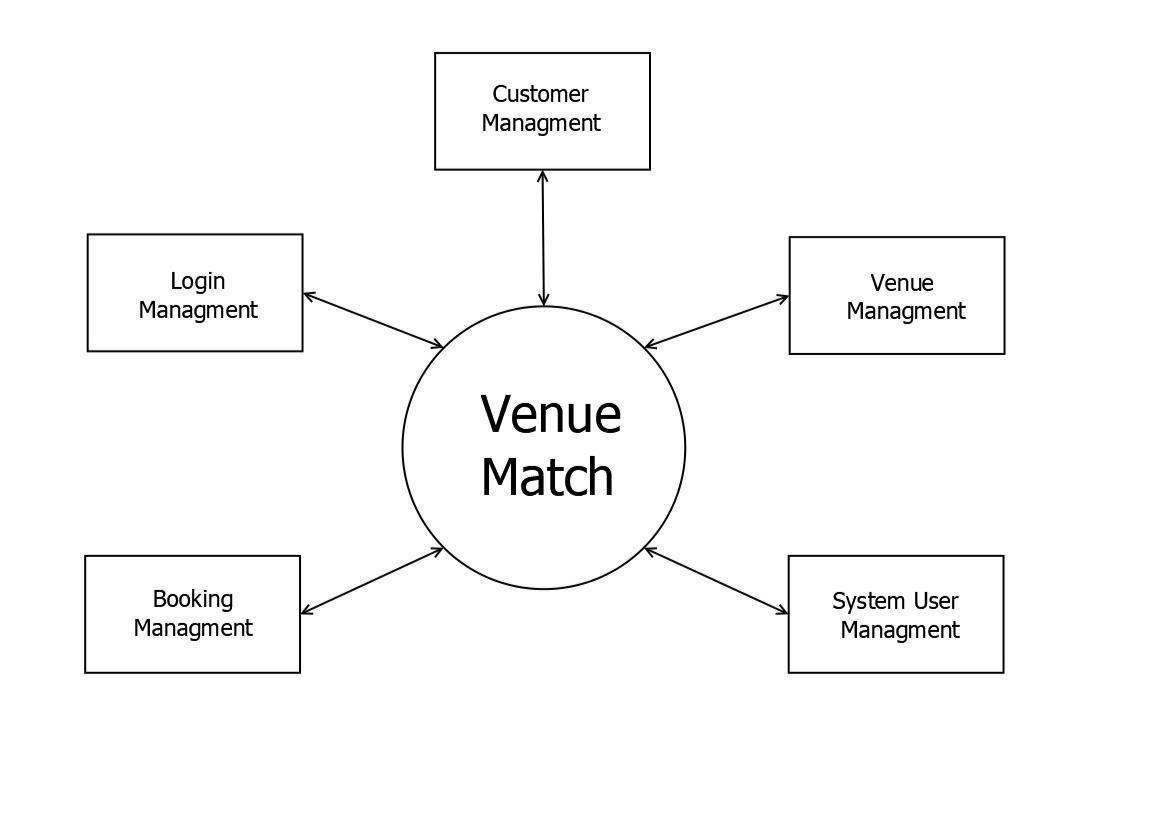 Customer
Managment
Login
Managment
Venue
Managment
Venue
Match
Booking
Managment
System User
Managment